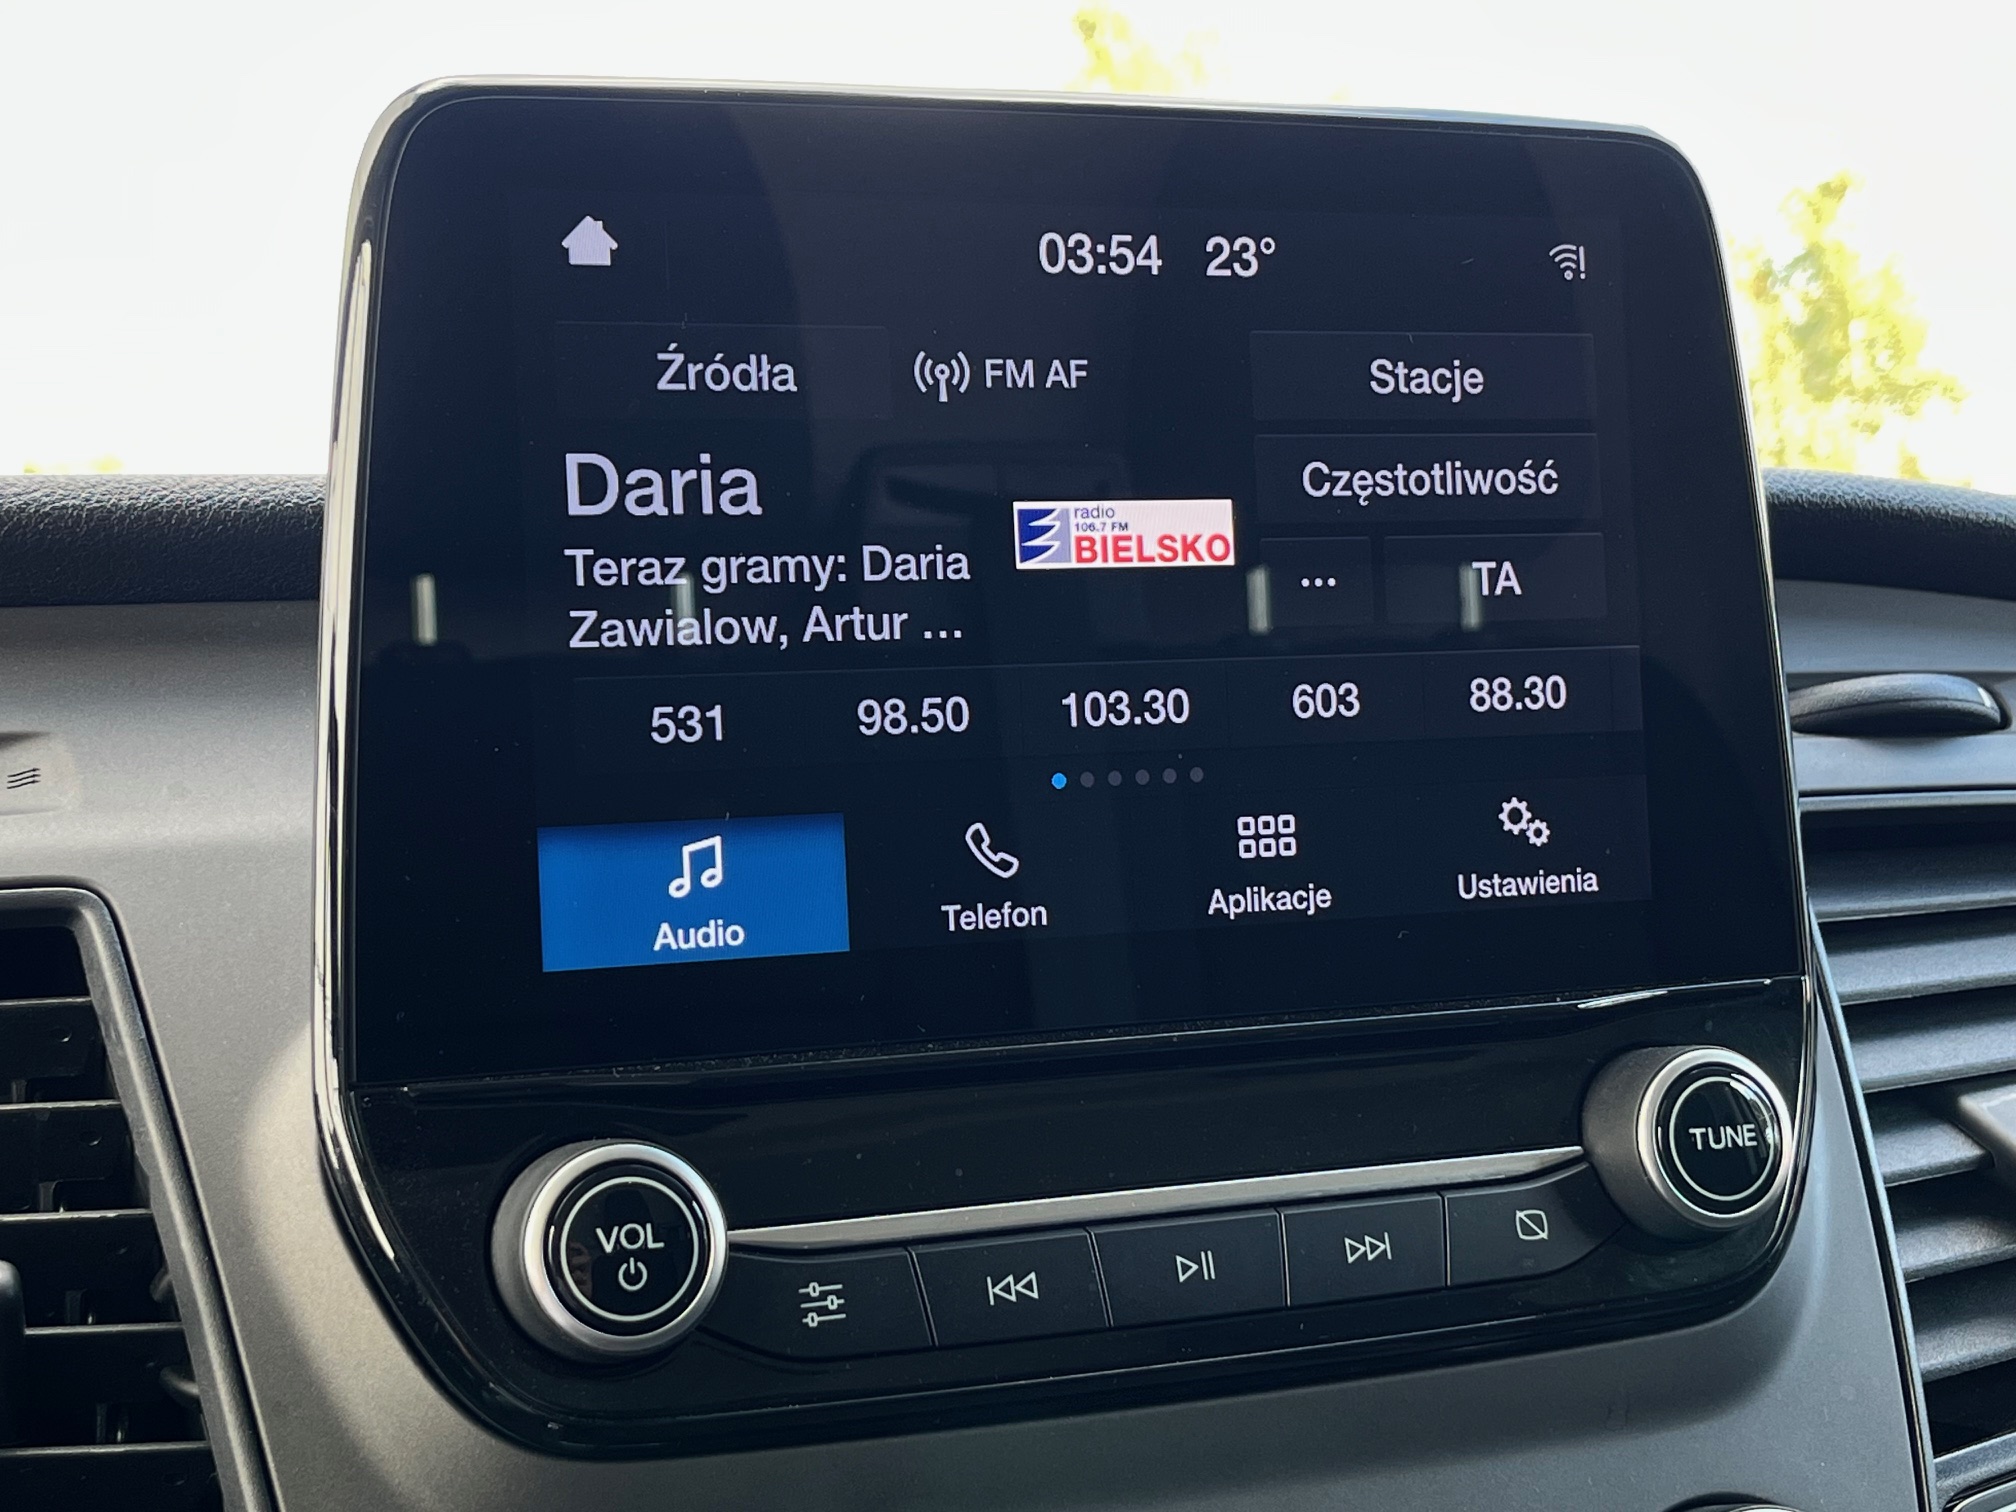 03:54 23°
Źródła
FM AF
Stacje
Daria
Częstotliwość
radio
106.7 FM
BIELSKO
Teraz gramy: Daria
Zawialow, Artur ...
... TA
531 98.50 103.30 603 88.30
Audio
Telefon
Aplikacje
Ustawienia
VOL
TUNE